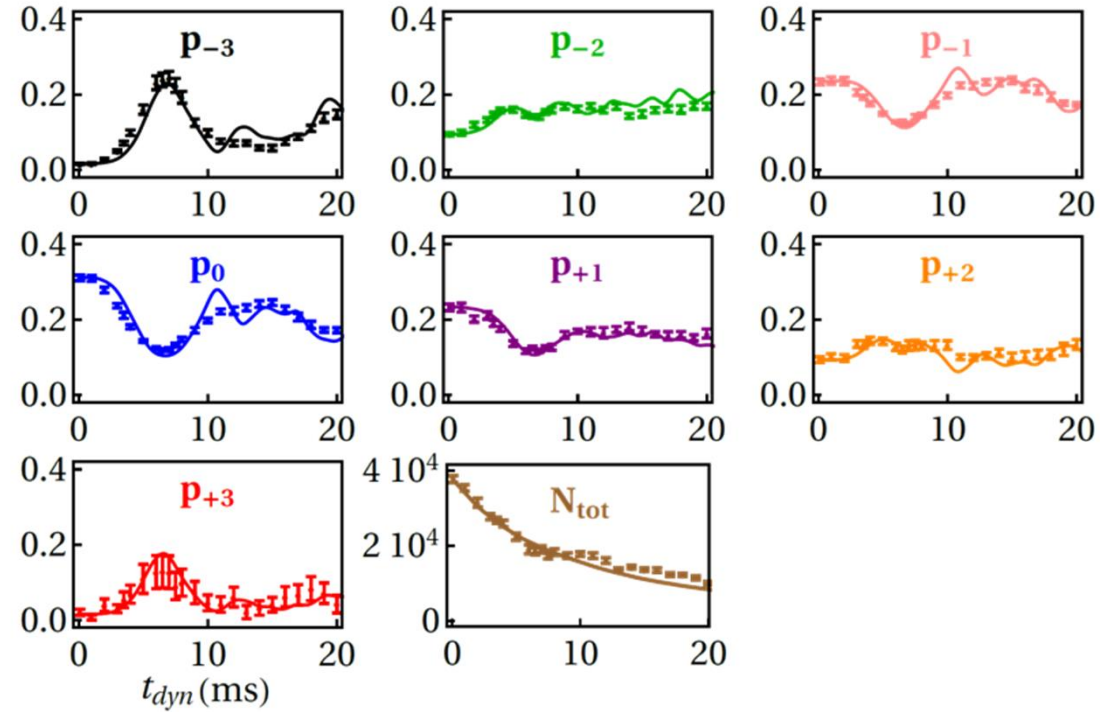 0.4 0.4 0.4
p₋₃ p₋₂ p₋₁
0.2 0.2 0.2
0.0 0.0 0.0
0 10 20 0 10 20 0 10 20
0.4 0.4 0.4
p₀ p₊₁ p₊₂
0.2 0.2 0.2
0.0 0.0 0.0
0 10 20 0 10 20 0 10 20
0.4 4 10⁴
p₊₃ Nₜₒₜ
0.2 2 10⁴
0.0 0
0 10 20 0 10 20
t_dyn (ms)